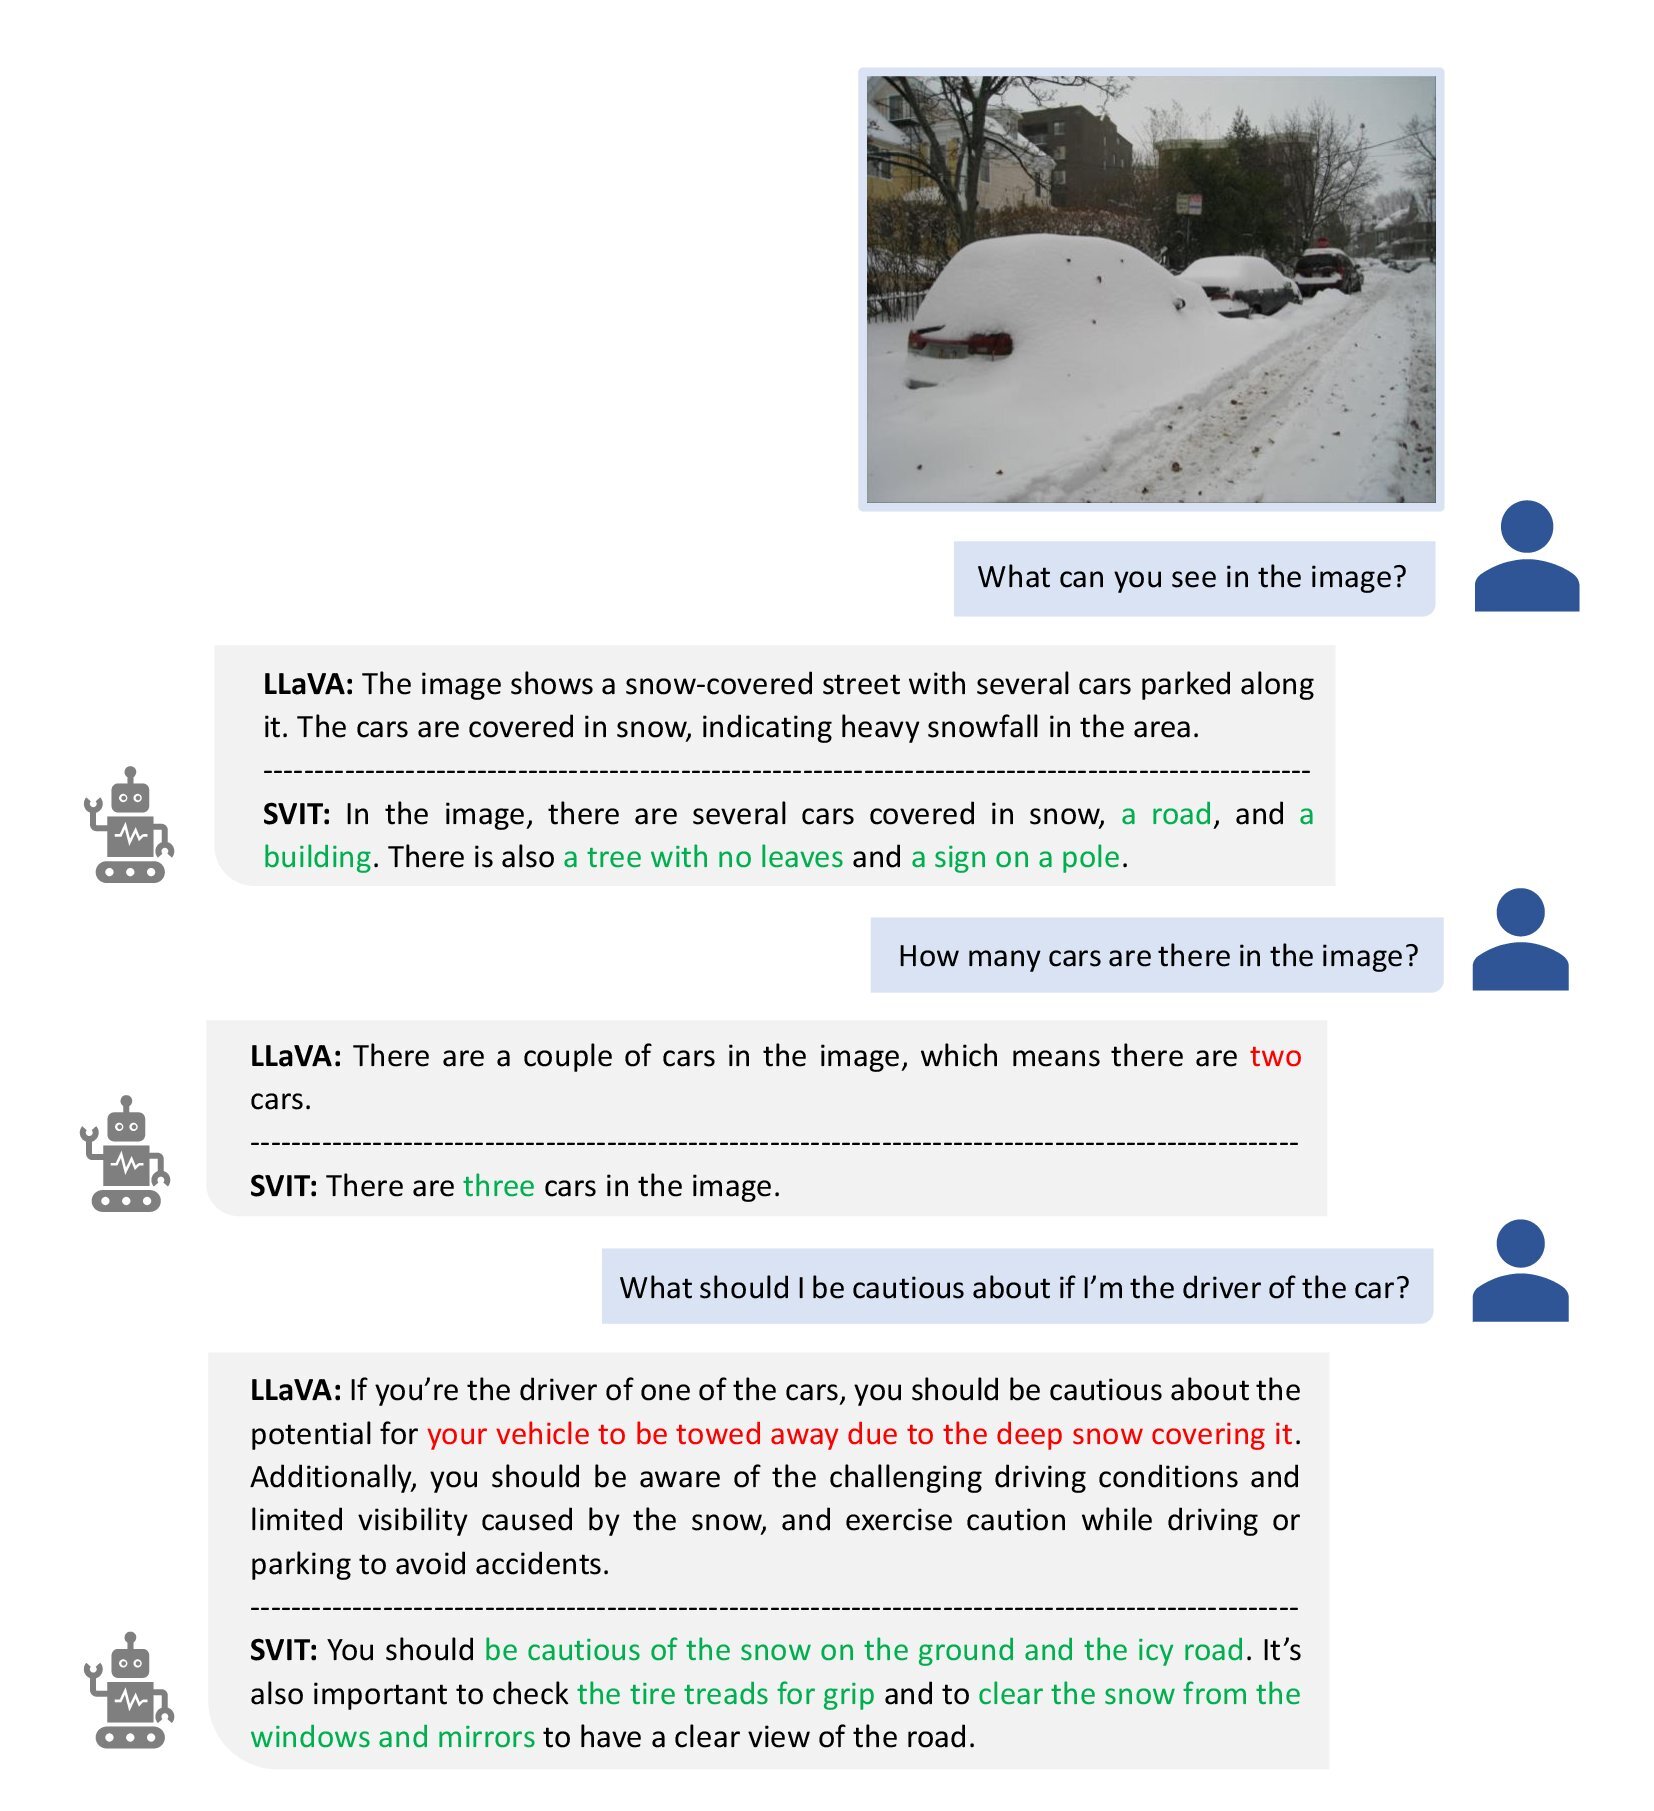 What can you see in the image?
LLaVA: The image shows a snow-covered street with several cars parked along
it. The cars are covered in snow, indicating heavy snowfall in the area.
SVIT: In the image, there are several cars covered in snow, a road, and a
building. There is also a tree with no leaves and a sign on a pole.
How many cars are there in the image?
LLaVA: There are a couple of cars in the image, which means there are two
cars.
SVIT: There are three cars in the image.
What should I be cautious about if I’m the driver of the car?
LLaVA: If you’re the driver of one of the cars, you should be cautious about the
potential for your vehicle to be towed away due to the deep snow covering it.
Additionally, you should be aware of the challenging driving conditions and
limited visibility caused by the snow, and exercise caution while driving or
parking to avoid accidents.
SVIT: You should be cautious of the snow on the ground and the icy road. It’s
also important to check the tire treads for grip and to clear the snow from the
windows and mirrors to have a clear view of the road.